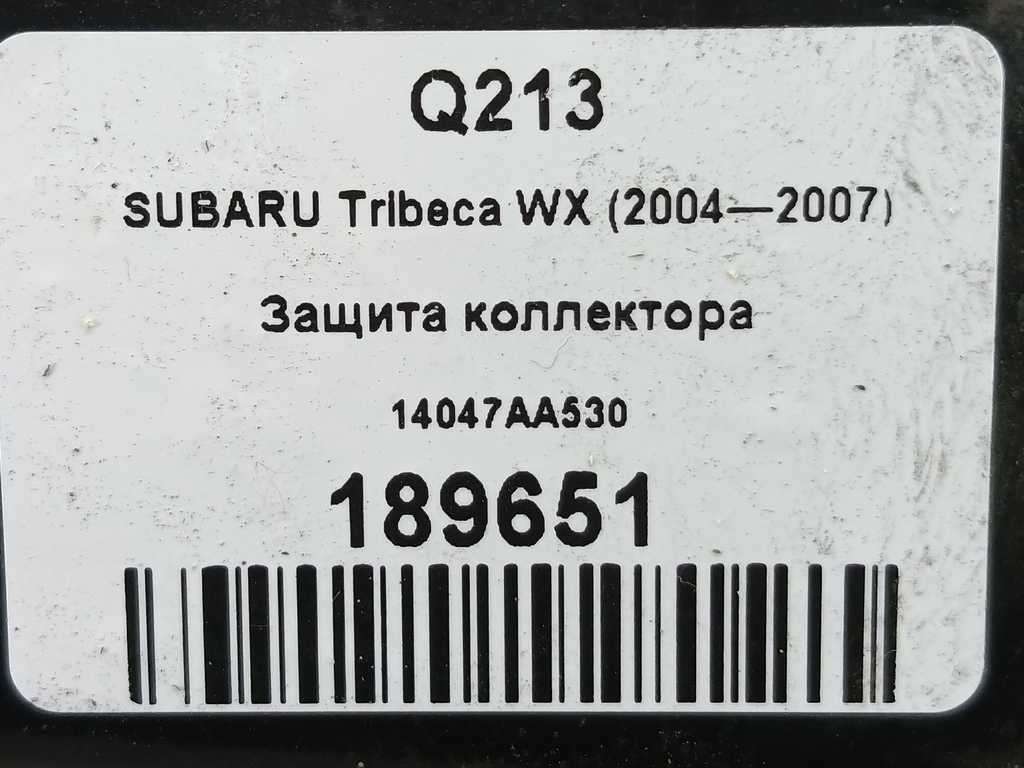 Q213
SUBARU Tribeca WX (2004—2007)
Защита коллектора
14047AA530
189651